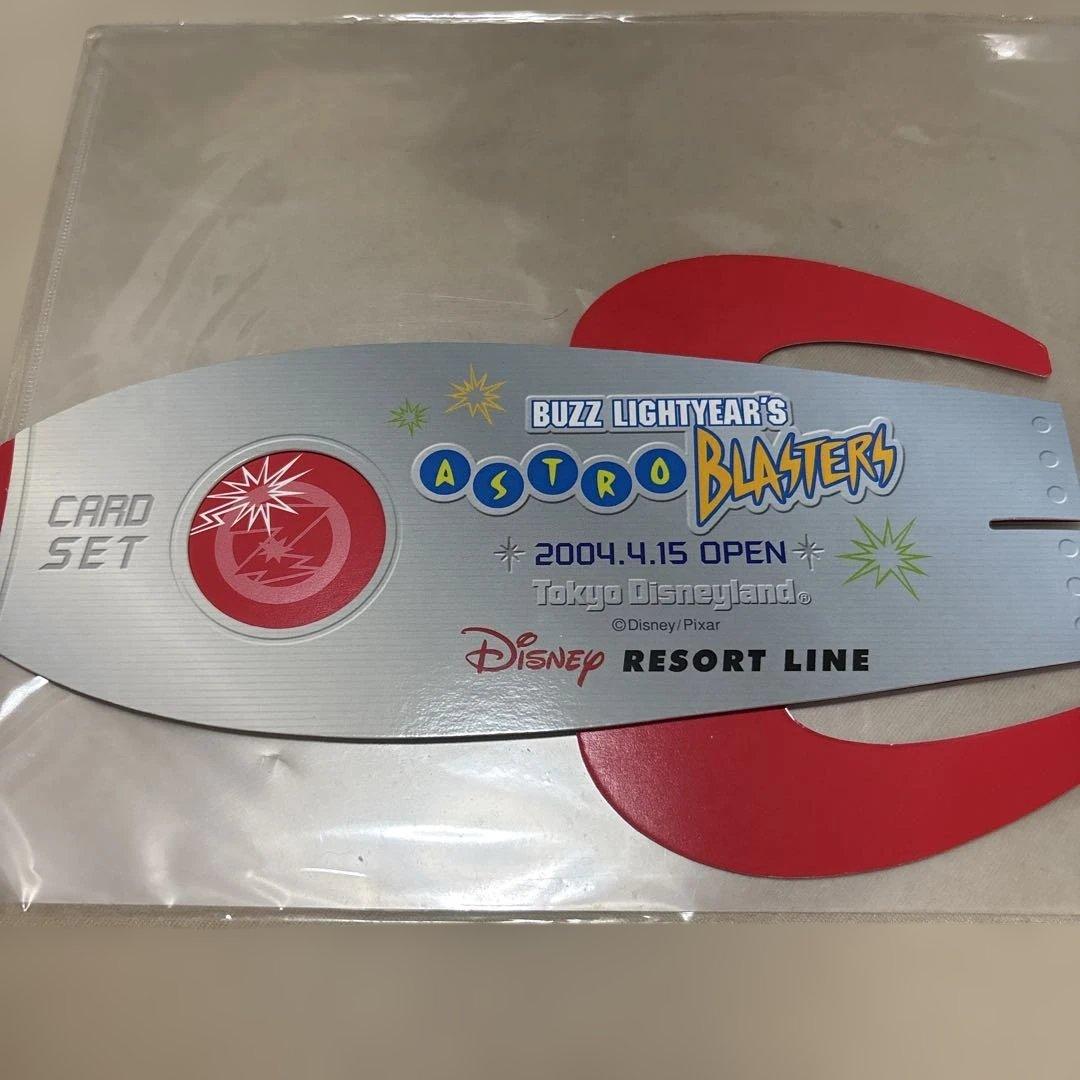 CARD
SET
BUZZ LIGHTYEAR'S
ASTRO BLASTERS
2004.4.15 OPEN
Tokyo Disneyland®
©Disney/Pixar
Disney RESORT LINE